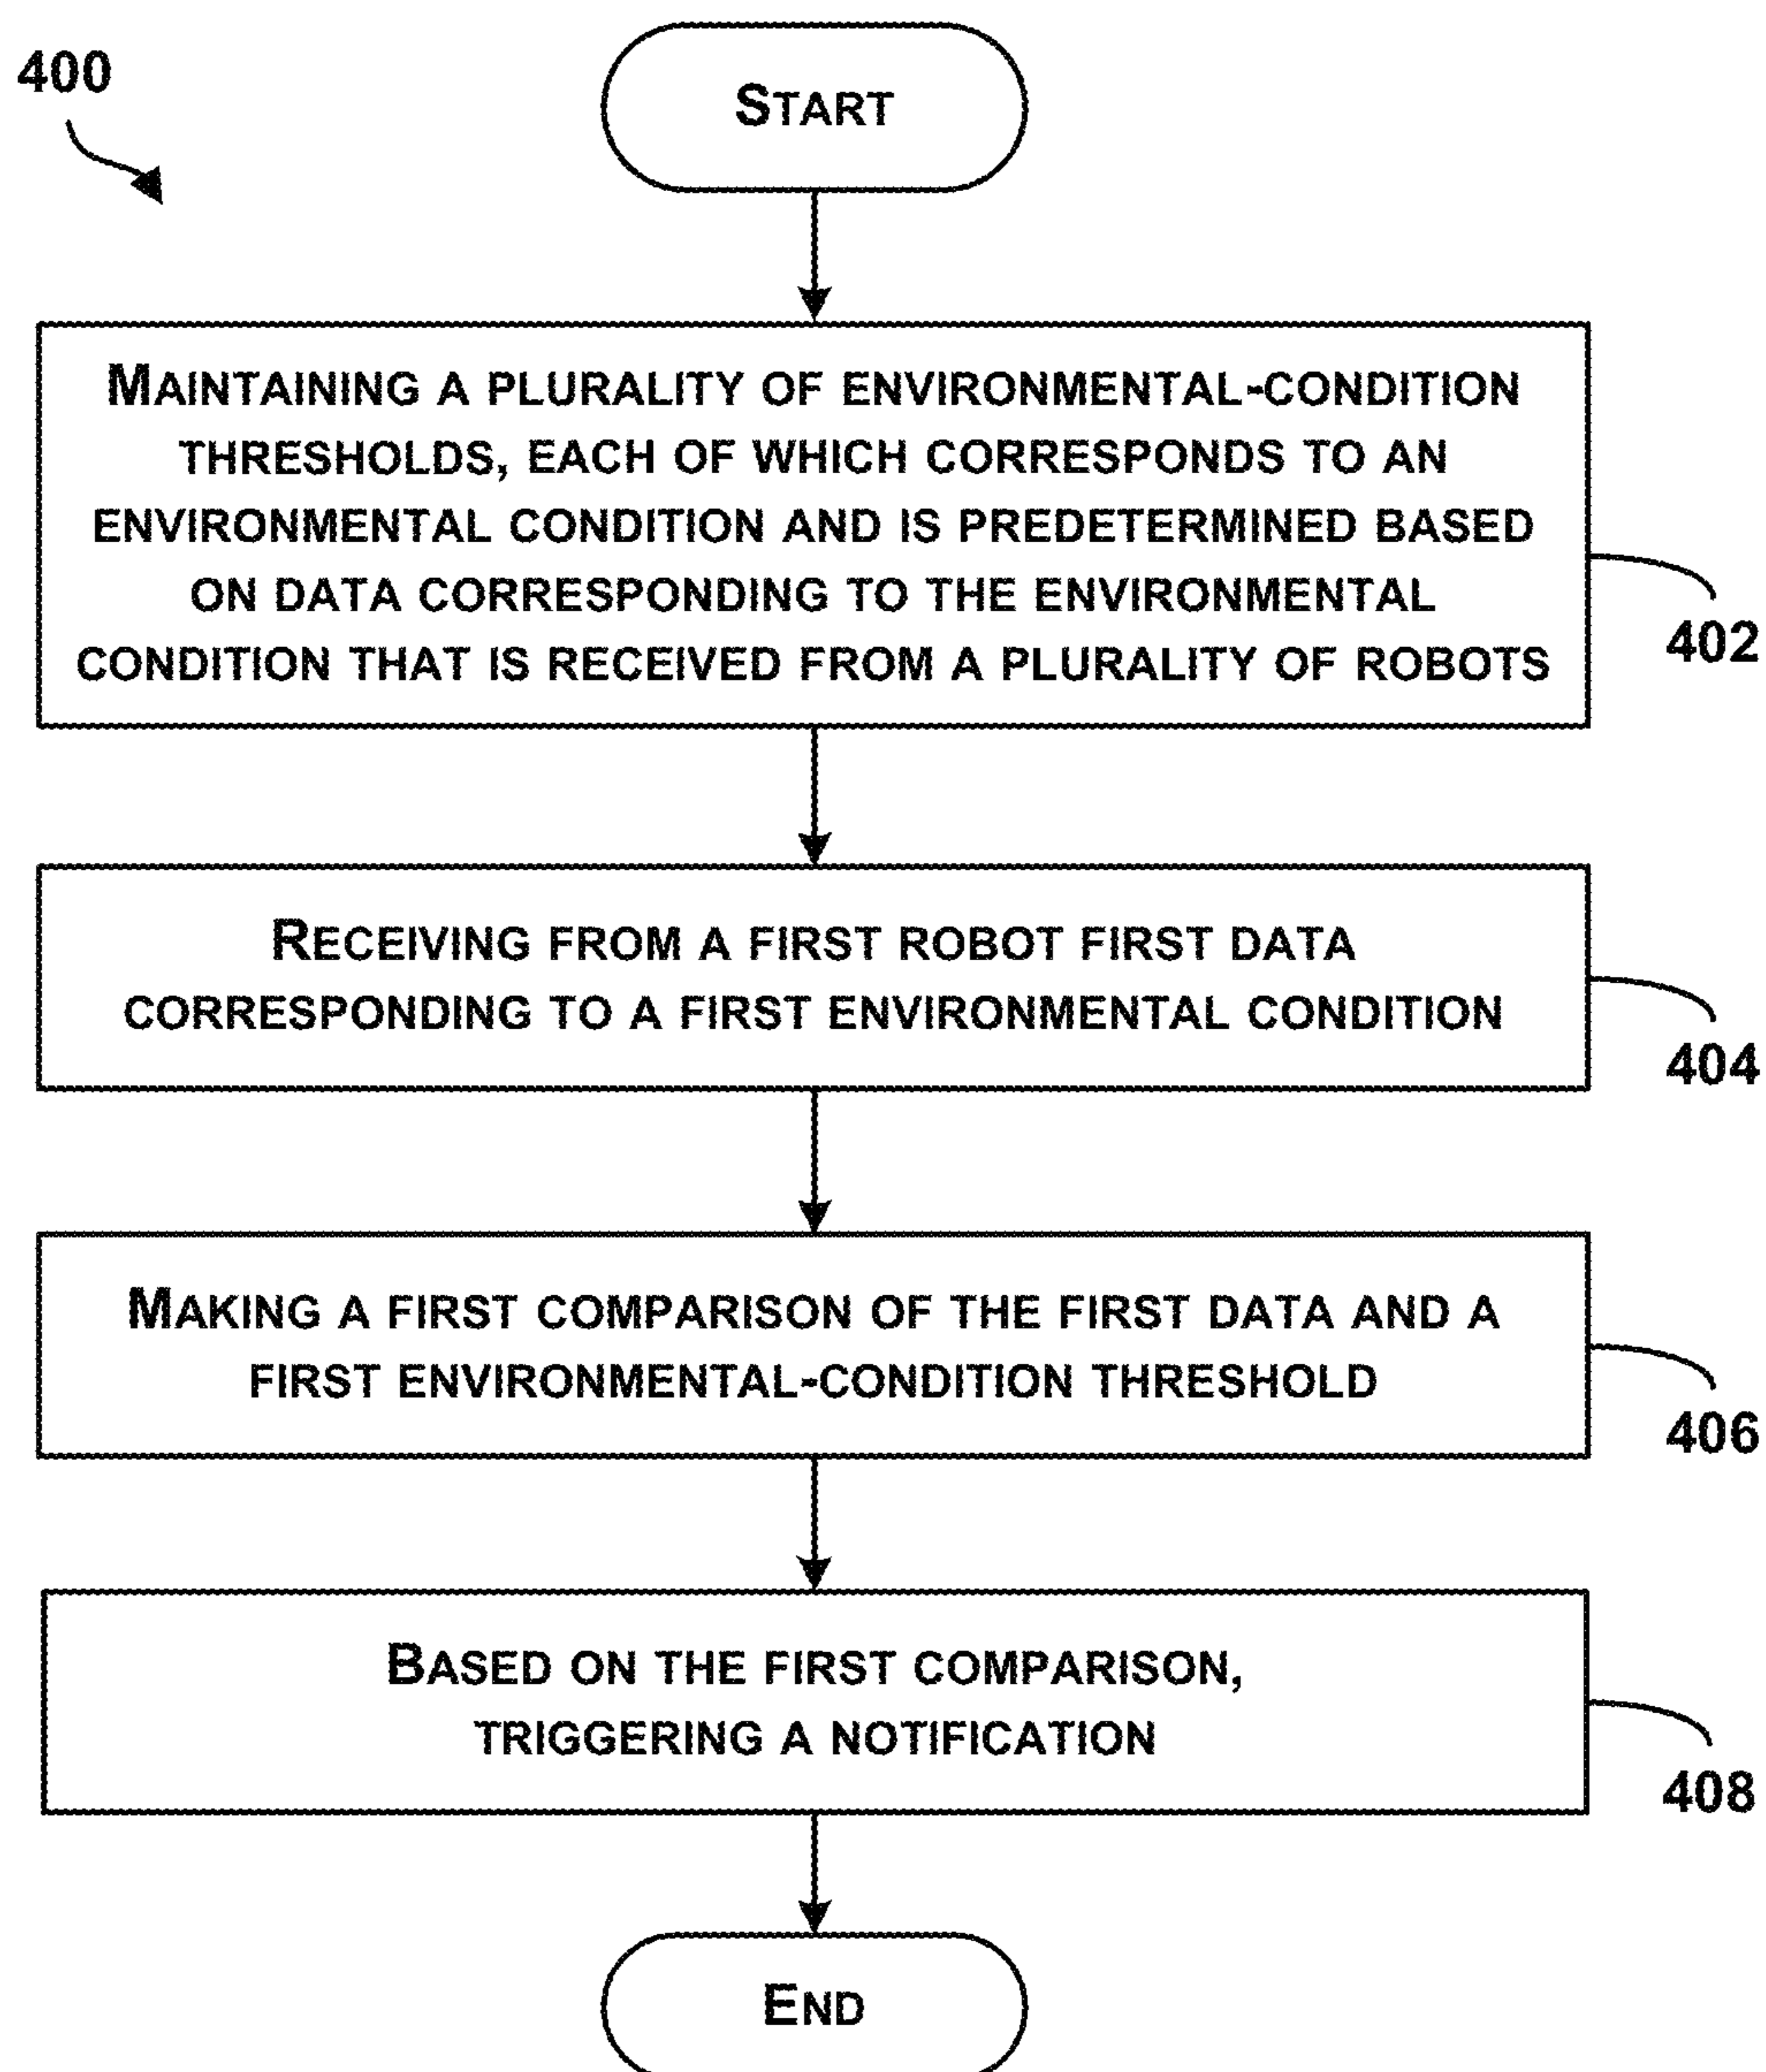 400
START
MAINTAINING A PLURALITY OF ENVIRONMENTAL-CONDITION
THRESHOLDS, EACH OF WHICH CORRESPONDS TO AN
ENVIRONMENTAL CONDITION AND IS PREDETERMINED BASED
ON DATA CORRESPONDING TO THE ENVIRONMENTAL
CONDITION THAT IS RECEIVED FROM A PLURALITY OF ROBOTS
402
RECEIVING FROM A FIRST ROBOT FIRST DATA
CORRESPONDING TO A FIRST ENVIRONMENTAL CONDITION
404
MAKING A FIRST COMPARISON OF THE FIRST DATA AND A
FIRST ENVIRONMENTAL-CONDITION THRESHOLD
406
BASED ON THE FIRST COMPARISON,
TRIGGERING A NOTIFICATION
408
END